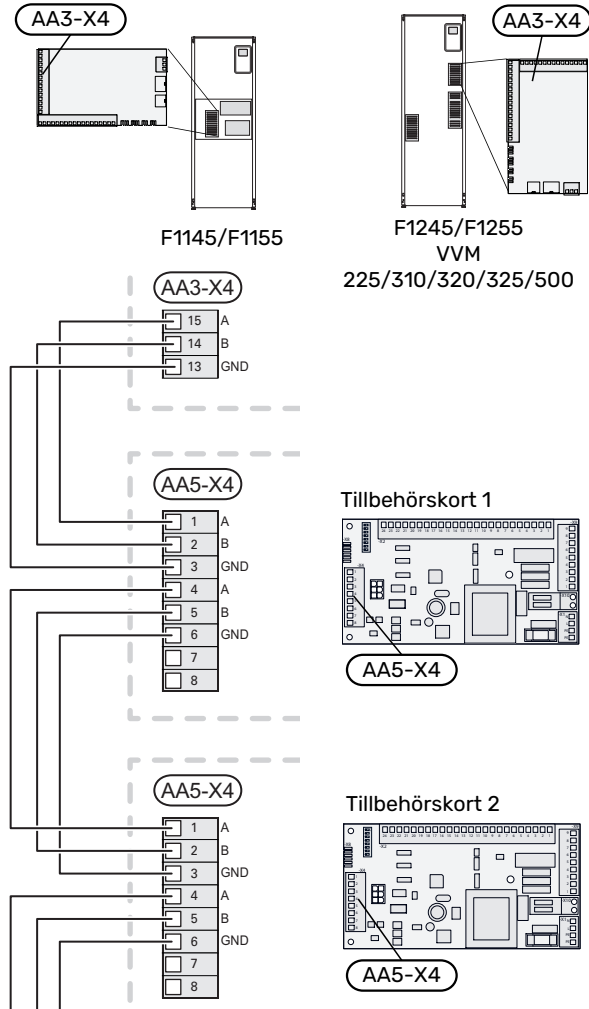 AA3-X4
AA3-X4
F1145/F1155
F1245/F1255
VVM
225/310/320/325/500
AA3-X4
15 A
14 B
13 GND
AA5-X4
1 A
2 B
3 GND
4 A
5 B
6 GND
7
8
Tillbehörskort 1
AA5-X4
AA5-X4
1 A
2 B
3 GND
4 A
5 B
6 GND
7
8
Tillbehörskort 2
AA5-X4